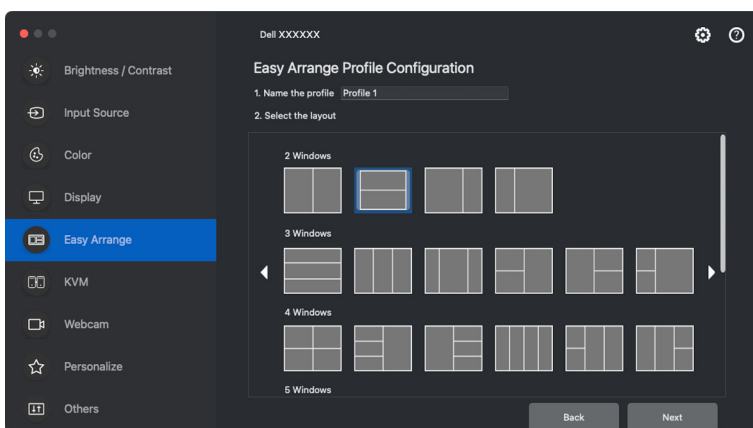 Dell XXXXXX
Brightness / Contrast
Input Source
Color
Display
Easy Arrange
KVM
Webcam
Personalize
Others
Easy Arrange Profile Configuration
1. Name the profile Profile 1
2. Select the layout
2 Windows
3 Windows
4 Windows
5 Windows
Back Next